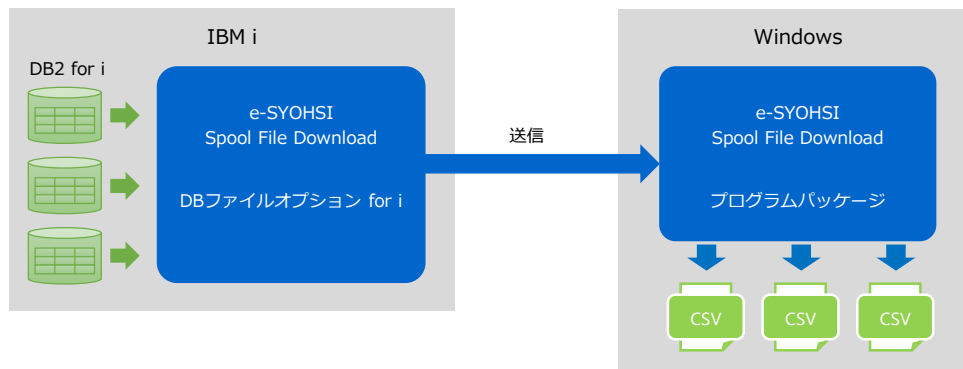 IBM i
DB2 for i
e-SYOHSI
Spool File Download
DBファイルオプション for i
送信
Windows
e-SYOHSI
Spool File Download
プログラムパッケージ
CSV
CSV
CSV